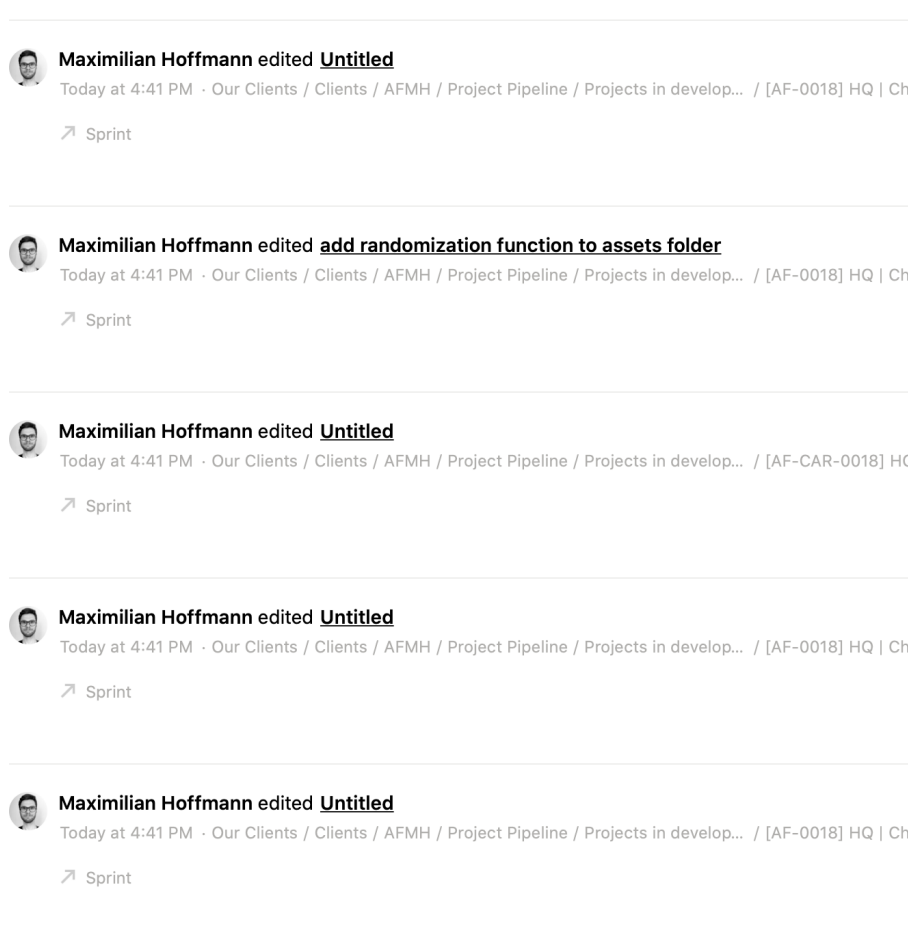 Maximilian Hoffmann edited Untitled
Today at 4:41 PM · Our Clients / Clients / AFMH / Project Pipeline / Projects in develop... / [AF-0018] HQ | Ch
Sprint
Maximilian Hoffmann edited add randomization function to assets folder
Today at 4:41 PM · Our Clients / Clients / AFMH / Project Pipeline / Projects in develop... / [AF-0018] HQ | Ch
Sprint
Maximilian Hoffmann edited Untitled
Today at 4:41 PM · Our Clients / Clients / AFMH / Project Pipeline / Projects in develop... / [AF-CAR-0018] HQ
Sprint
Maximilian Hoffmann edited Untitled
Today at 4:41 PM · Our Clients / Clients / AFMH / Project Pipeline / Projects in develop... / [AF-0018] HQ | Ch
Sprint
Maximilian Hoffmann edited Untitled
Today at 4:41 PM · Our Clients / Clients / AFMH / Project Pipeline / Projects in develop... / [AF-0018] HQ | Ch
Sprint